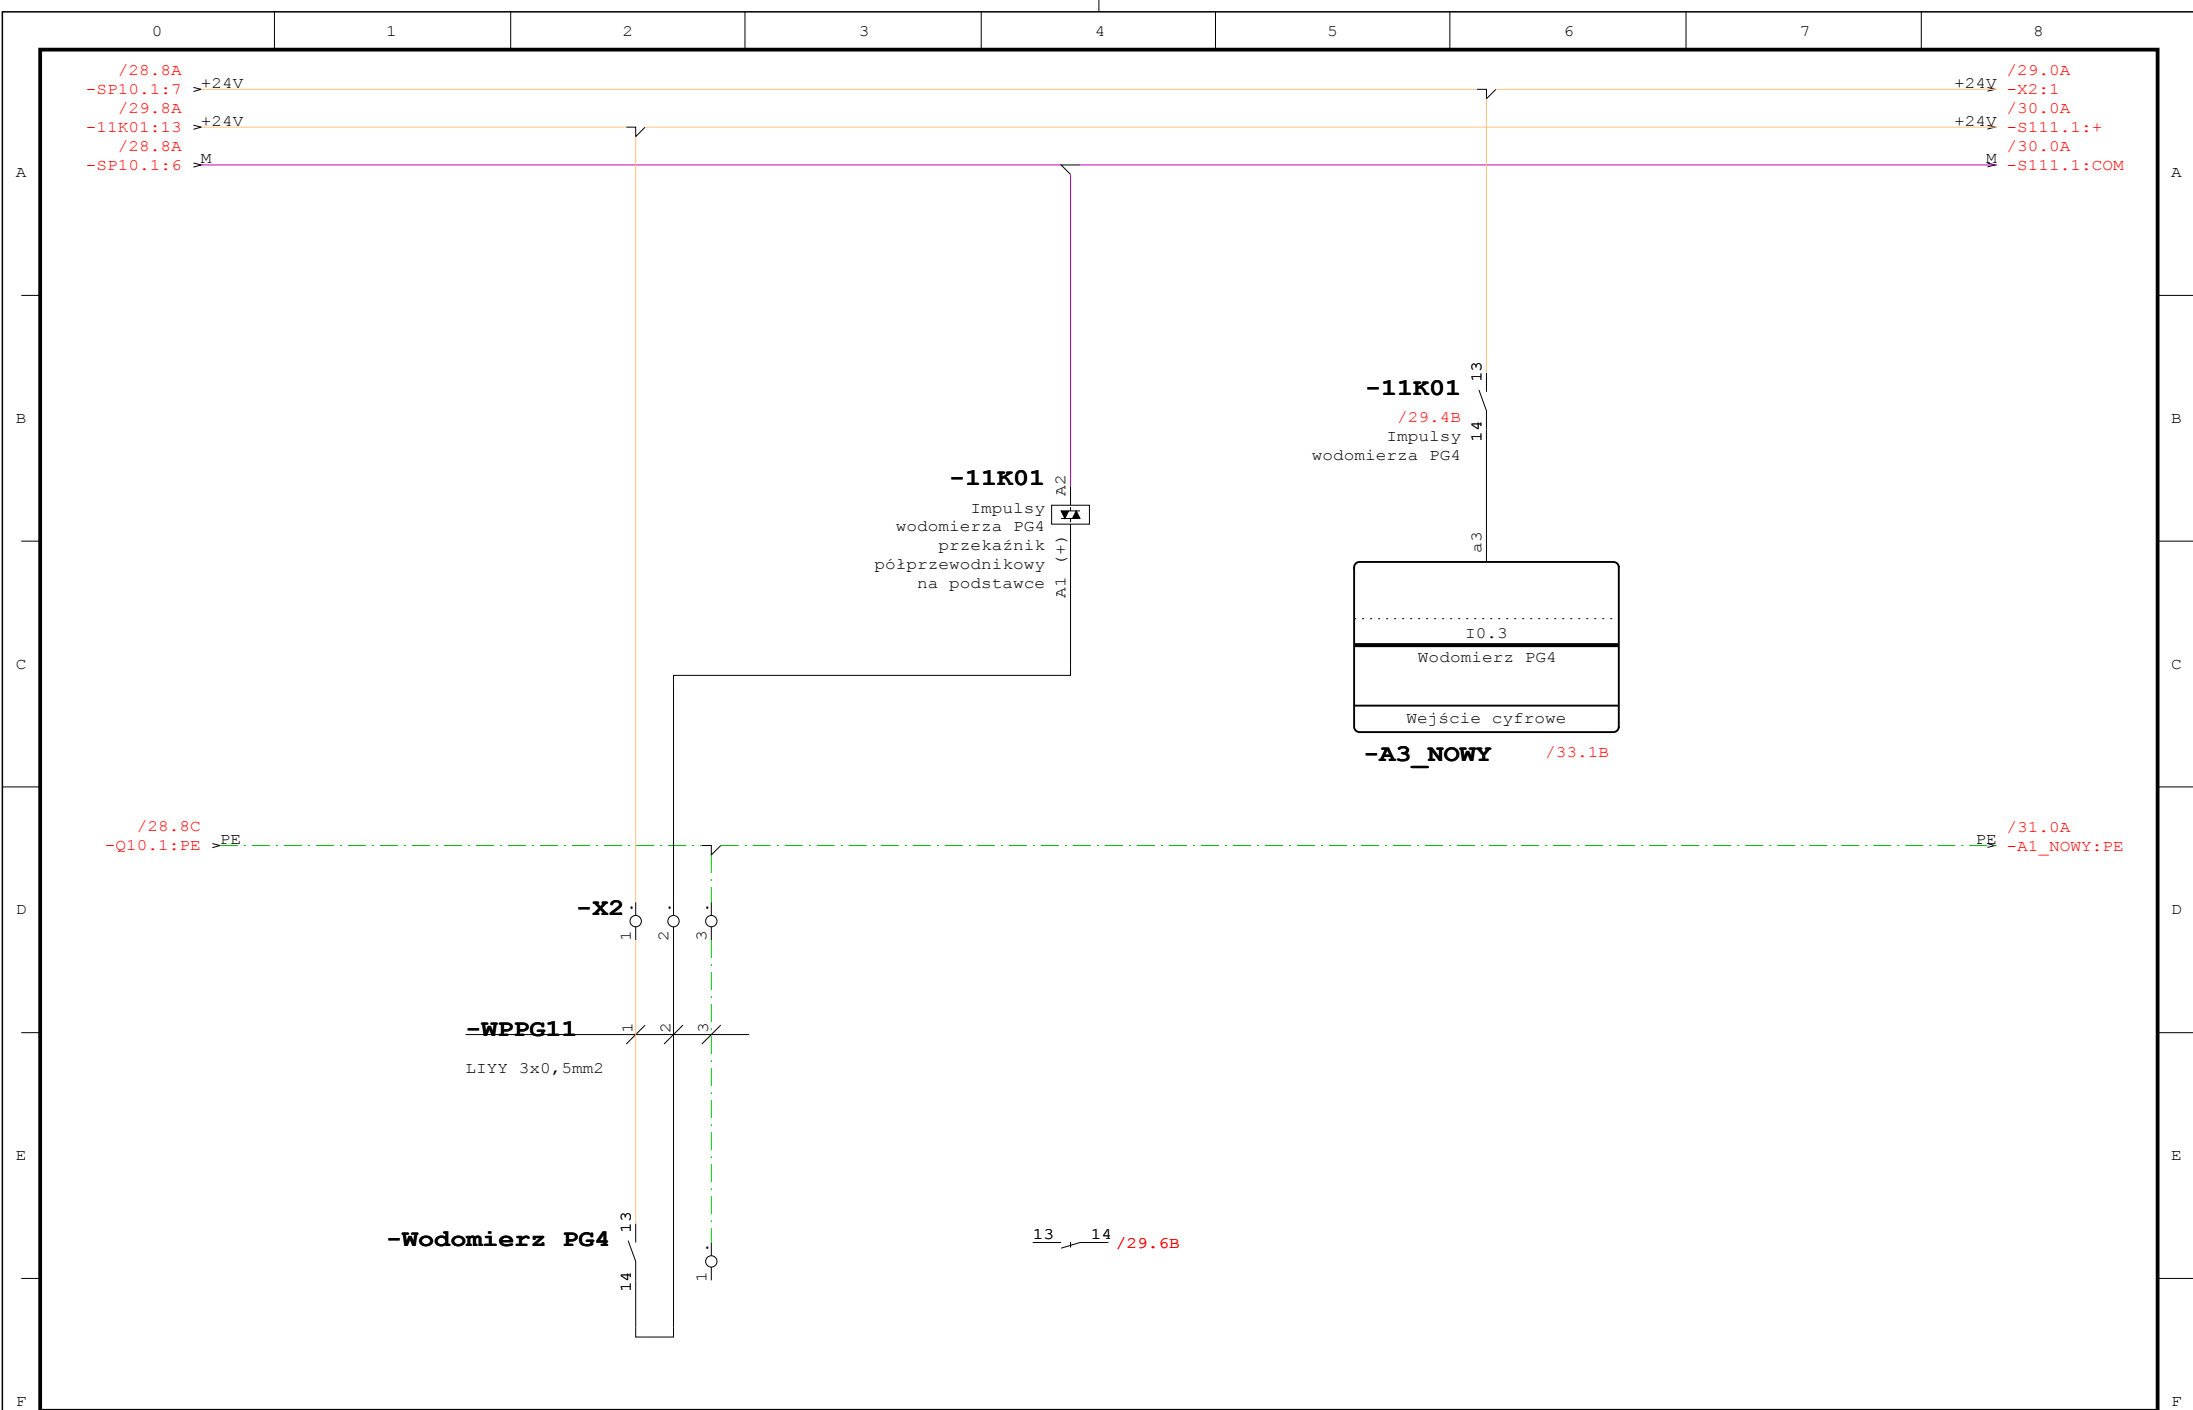 0 1 2 3 4 5 6 7 8
/28.8A
-SP10.1:7 +24V
+24V /29.0A
-X2:1
/29.8A
-11K01:13 +24V
+24V /30.0A
-S111.1:+
/28.8A
-SP10.1:6 M
M /30.0A
-S111.1:COM
A A
-11K01 13
/29.4B
14
Impulsy
wodomierza PG4
B B
-11K01 A2
Impulsy
wodomierza PG4
przekaźnik
półprzewodnikowy
na podstawce
A1 (+)
a3
I0.3
Wodomierz PG4
Wejście cyfrowe
-A3_NOWY /33.1B
C C
/28.8C
-Q10.1:PE PE
PE /31.0A
-A1_NOWY:PE
-X2
1 2 3
D D
-WPPG11 1 2 3
LIYY 3x0,5mm2
E E
-Wodomierz PG4 13
14
1
13 14 /29.6B
F F